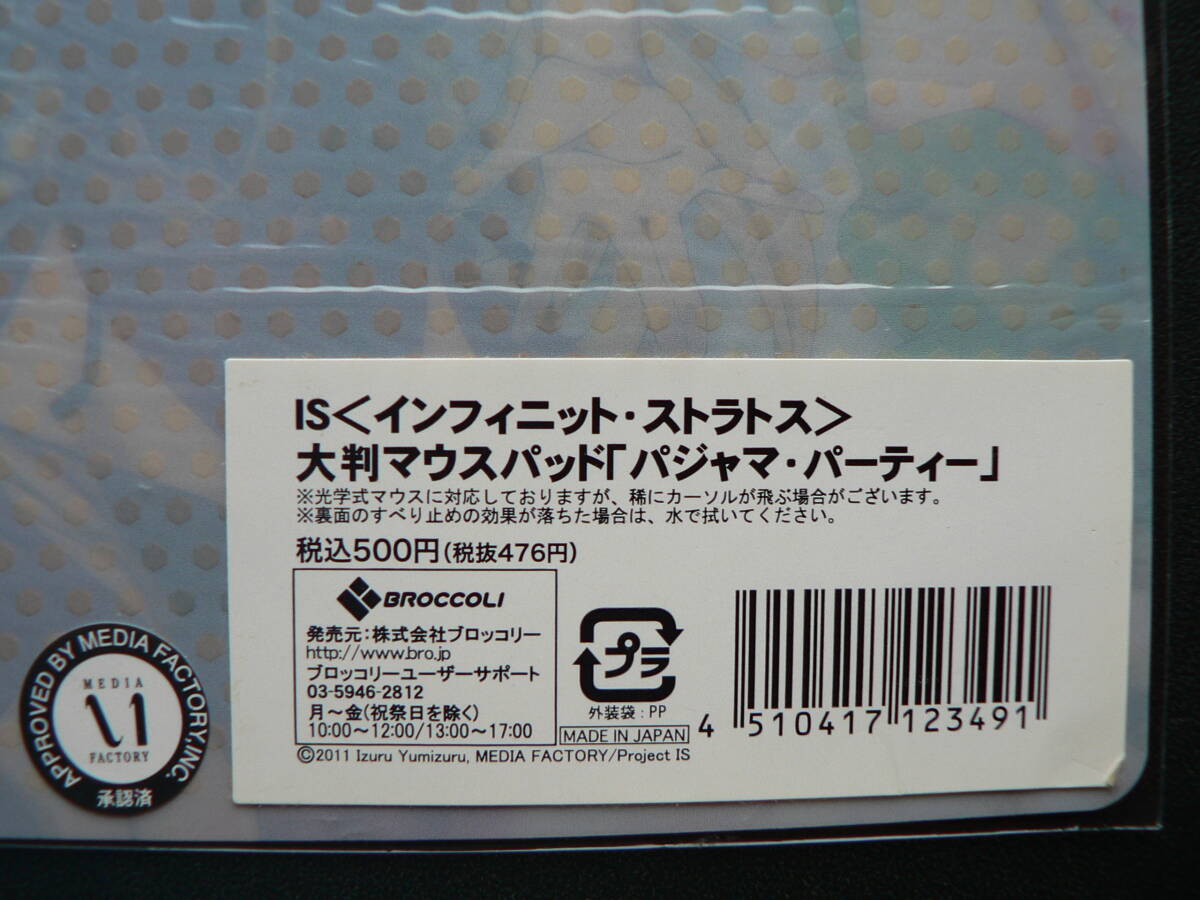 IS＜インフィニット・ストラトス＞
大判マウスパッド「パジャマ・パーティー」
※光学式マウスに対応しておりますが、稀にカーソルが飛ぶ場合がございます。
※裏面のすべり止めの効果が落ちた場合は、水で拭いてください。
税込500円(税抜476円)
BROCCOLI
発売元：株式会社ブロッコリー
http://www.bro.jp
ブロッコリーユーザーサポート
03-5946-2812
月～金(祝祭日を除く)
10:00～12:00/13:00～17:00
プラ
外装袋：PP
MADE IN JAPAN
4 510417 123491
©2011 Izuru Yumizuru, MEDIA FACTORY/Project IS
APPROVED BY MEDIA FACTORY,INC.
MEDIA
FACTORY
承認済